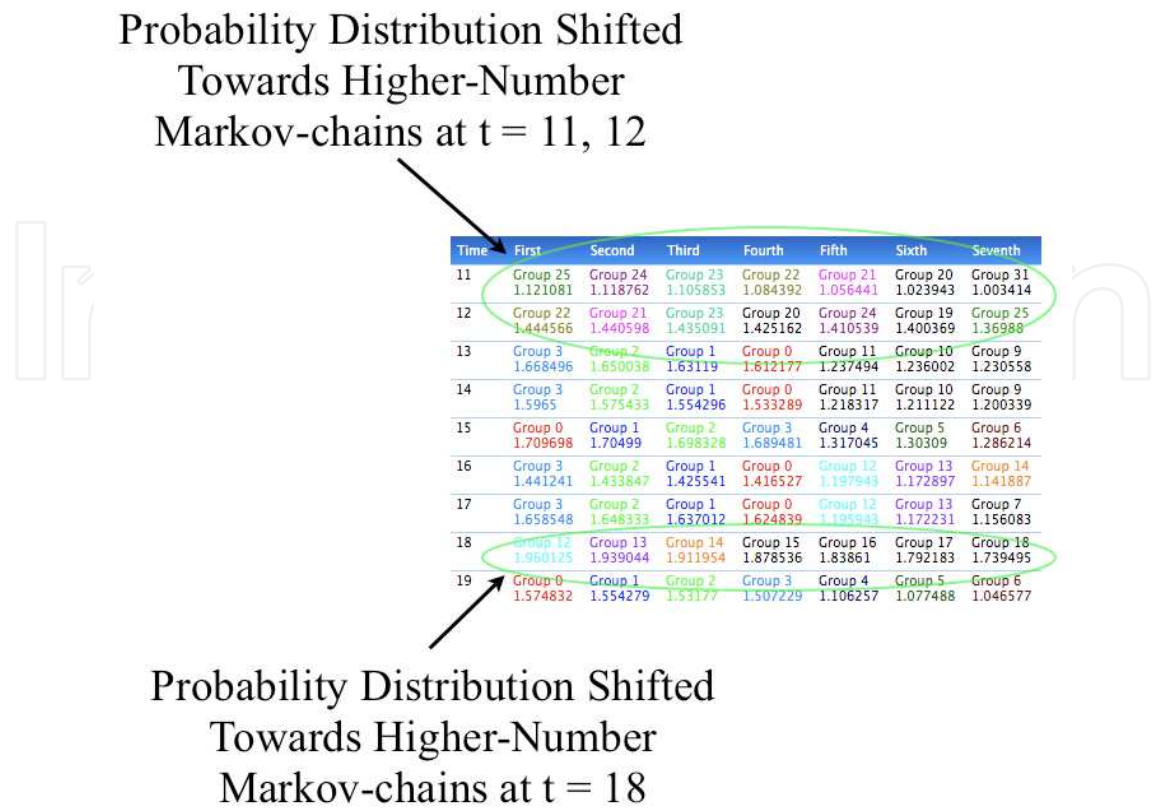 Probability Distribution Shifted
Towards Higher-Number
Markov-chains at t = 11, 12
Time First Second Third Fourth Fifth Sixth Seventh
11 Group 25 Group 24 Group 23 Group 22 Group 21 Group 20 Group 31
1.121081 1.118762 1.105853 1.084392 1.056441 1.023943 1.003414
12 Group 22 Group 21 Group 23 Group 20 Group 24 Group 19 Group 25
1.444566 1.440598 1.435091 1.425162 1.410539 1.400369 1.36988
13 Group 3 Group 2 Group 1 Group 0 Group 11 Group 10 Group 9
1.668496 1.650038 1.63119 1.612177 1.237494 1.236002 1.230558
14 Group 3 Group 2 Group 1 Group 0 Group 11 Group 10 Group 9
1.5965 1.575433 1.554296 1.533289 1.218317 1.211122 1.200339
15 Group 0 Group 1 Group 2 Group 3 Group 4 Group 5 Group 6
1.709698 1.70499 1.698328 1.689481 1.317045 1.30309 1.286214
16 Group 3 Group 2 Group 1 Group 0 Group 12 Group 13 Group 14
1.441241 1.433847 1.425541 1.416527 1.197943 1.172897 1.141887
17 Group 3 Group 2 Group 1 Group 0 Group 12 Group 13 Group 7
1.658548 1.648333 1.637012 1.624839 1.195943 1.172231 1.156083
18 Group 12 Group 13 Group 14 Group 15 Group 16 Group 17 Group 18
1.960125 1.939044 1.911954 1.878536 1.83861 1.792183 1.739495
19 Group 0 Group 1 Group 2 Group 3 Group 4 Group 5 Group 6
1.574832 1.554279 1.53177 1.507229 1.106257 1.077488 1.046577
Probability Distribution Shifted
Towards Higher-Number
Markov-chains at t = 18